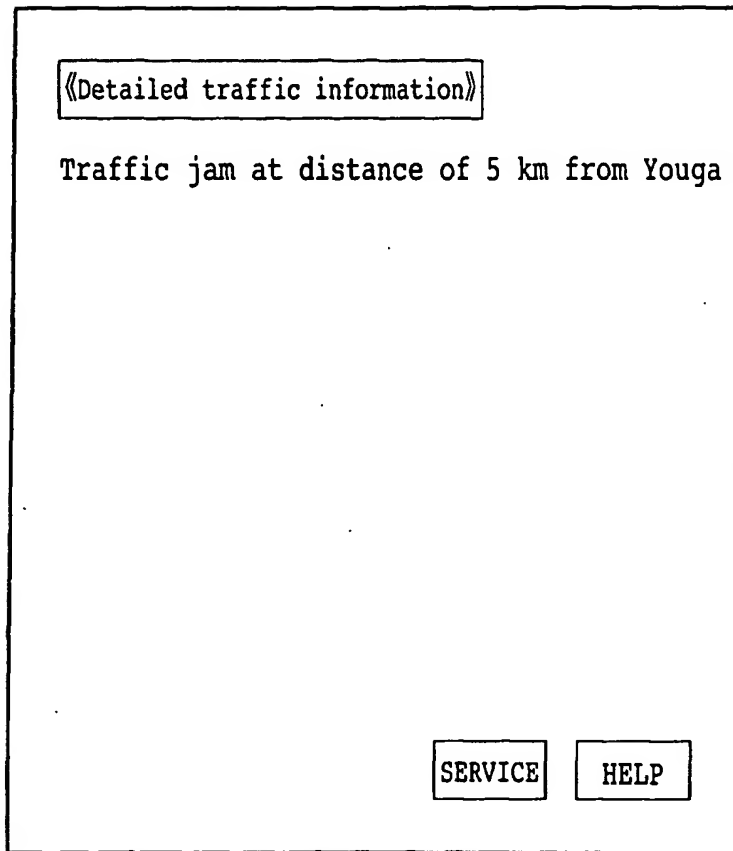 《Detailed traffic information》
Traffic jam at distance of 5 km from Youga
SERVICE HELP